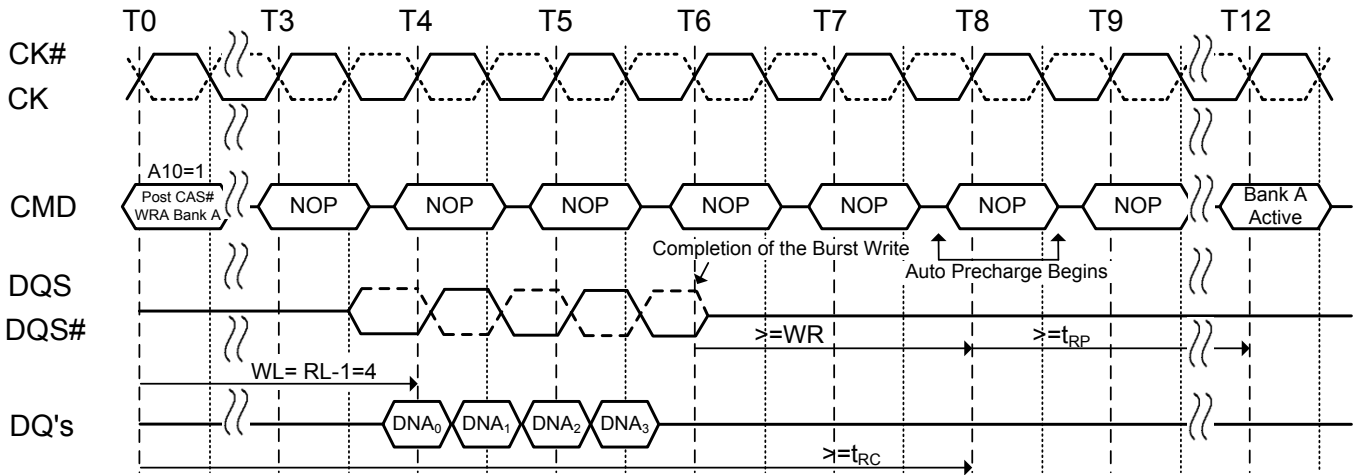 T0 T3 T4 T5 T6 T7 T8 T9 T12
CK#
CK
A10=1
CMD
Post CAS#
WRA Bank A
NOP NOP NOP NOP NOP NOP NOP
Bank A
Active
Completion of the Burst Write
Auto Precharge Begins
DQS
DQS#
>=WR >=tRP
WL= RL-1=4
DQ's DNA0 DNA1 DNA2 DNA3
>=tRC